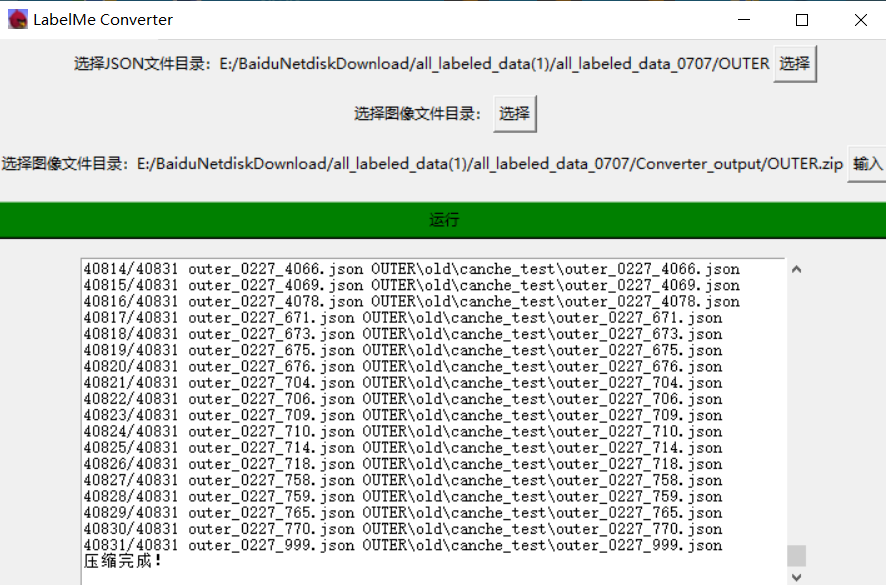 LabelMe Converter
选择JSON文件目录：E:/BaiduNetdiskDownload/all_labeled_data(1)/all_labeled_data_0707/OUTER 选择
选择图像文件目录： 选择
选择图像文件目录：E:/BaiduNetdiskDownload/all_labeled_data(1)/all_labeled_data_0707/Converter_output/OUTER.zip 输入
运行
40814/40831 outer_0227_4066.json OUTER\old\canche_test\outer_0227_4066.json
40815/40831 outer_0227_4069.json OUTER\old\canche_test\outer_0227_4069.json
40816/40831 outer_0227_4078.json OUTER\old\canche_test\outer_0227_4078.json
40817/40831 outer_0227_671.json OUTER\old\canche_test\outer_0227_671.json
40818/40831 outer_0227_673.json OUTER\old\canche_test\outer_0227_673.json
40819/40831 outer_0227_675.json OUTER\old\canche_test\outer_0227_675.json
40820/40831 outer_0227_676.json OUTER\old\canche_test\outer_0227_676.json
40821/40831 outer_0227_704.json OUTER\old\canche_test\outer_0227_704.json
40822/40831 outer_0227_706.json OUTER\old\canche_test\outer_0227_706.json
40823/40831 outer_0227_709.json OUTER\old\canche_test\outer_0227_709.json
40824/40831 outer_0227_710.json OUTER\old\canche_test\outer_0227_710.json
40825/40831 outer_0227_714.json OUTER\old\canche_test\outer_0227_714.json
40826/40831 outer_0227_718.json OUTER\old\canche_test\outer_0227_718.json
40827/40831 outer_0227_758.json OUTER\old\canche_test\outer_0227_758.json
40828/40831 outer_0227_759.json OUTER\old\canche_test\outer_0227_759.json
40829/40831 outer_0227_765.json OUTER\old\canche_test\outer_0227_765.json
40830/40831 outer_0227_770.json OUTER\old\canche_test\outer_0227_770.json
40831/40831 outer_0227_999.json OUTER\old\canche_test\outer_0227_999.json
压缩完成！